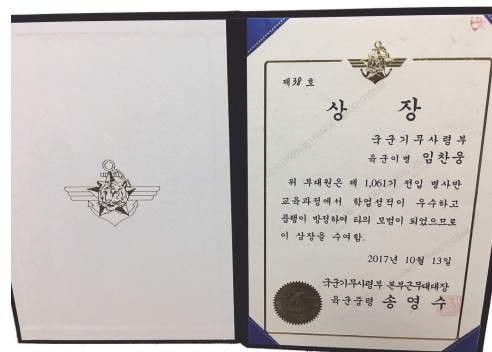 제38호
상 장
국군기무사령부
육군이병 임찬웅
위 부대원은 제 1,061기 전입 병사반
교육과정에서 학업성적이 우수하고
품행이 방정하여 타의 모범이 되었으므로
이 상장을 수여함.
2017년 10월 13일
국군기무사령부 본부근무대대장
육군중령 송영수